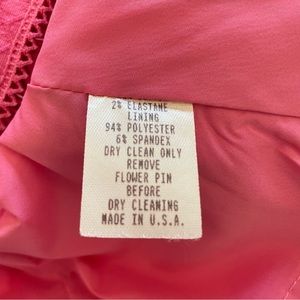 2% ELASTANE
LINING
94% POLYESTER
6% SPANDEX
DRY CLEAN ONLY
REMOVE
FLOWER PIN
BEFORE
DRY CLEANING
MADE IN U.S.A.